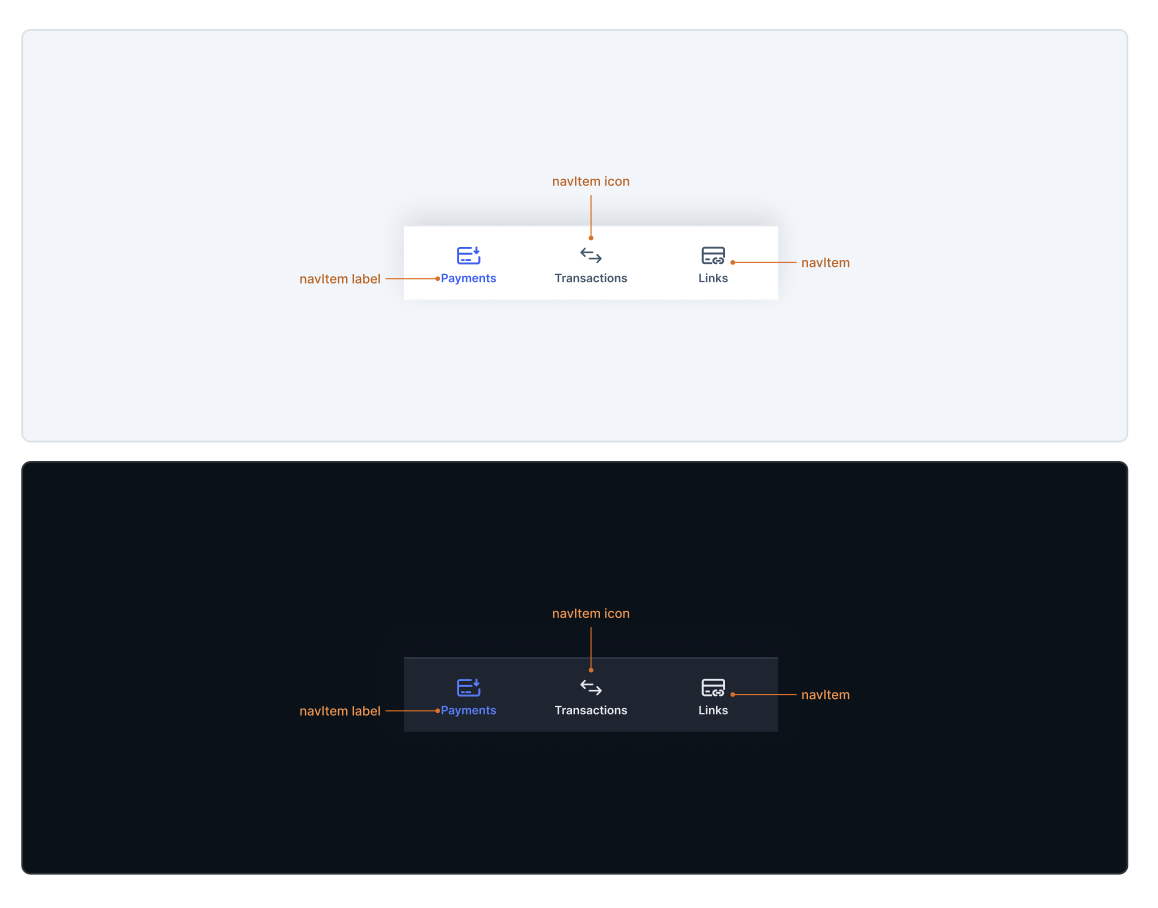 navItem icon
navItem label
Payments
Transactions
Links
navItem
navItem icon
navItem label
Payments
Transactions
Links
navItem